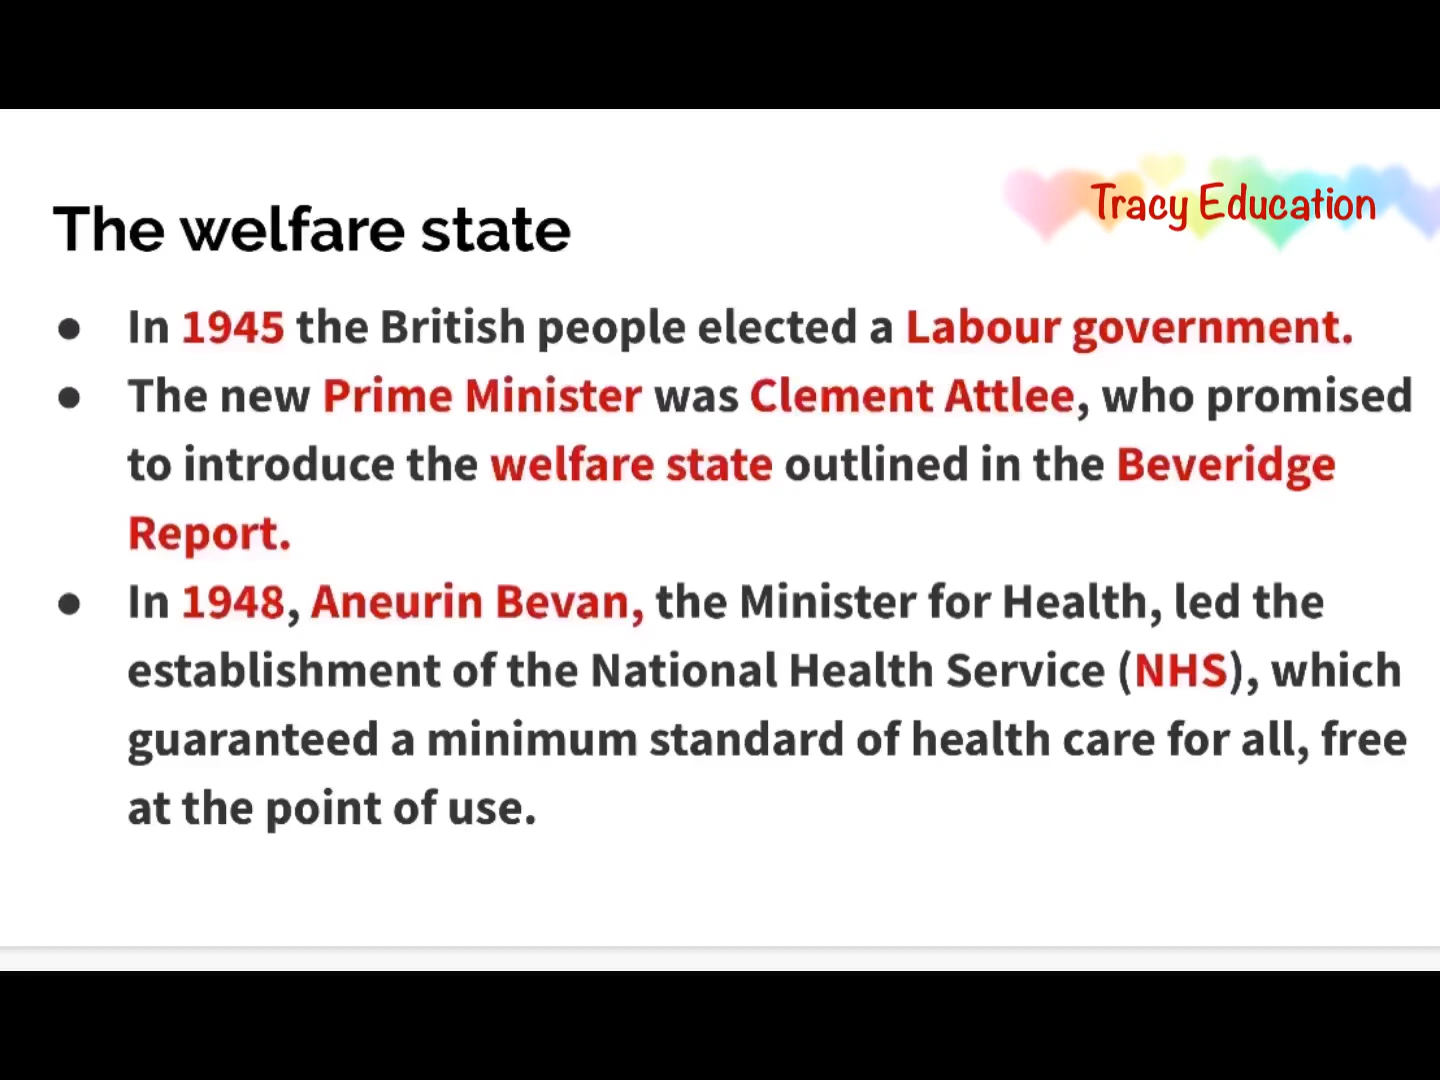 Tracy Education
The welfare state
● In 1945 the British people elected a Labour government.
● The new Prime Minister was Clement Attlee, who promised
to introduce the welfare state outlined in the Beveridge
Report.
● In 1948, Aneurin Bevan, the Minister for Health, led the
establishment of the National Health Service (NHS), which
guaranteed a minimum standard of health care for all, free
at the point of use.